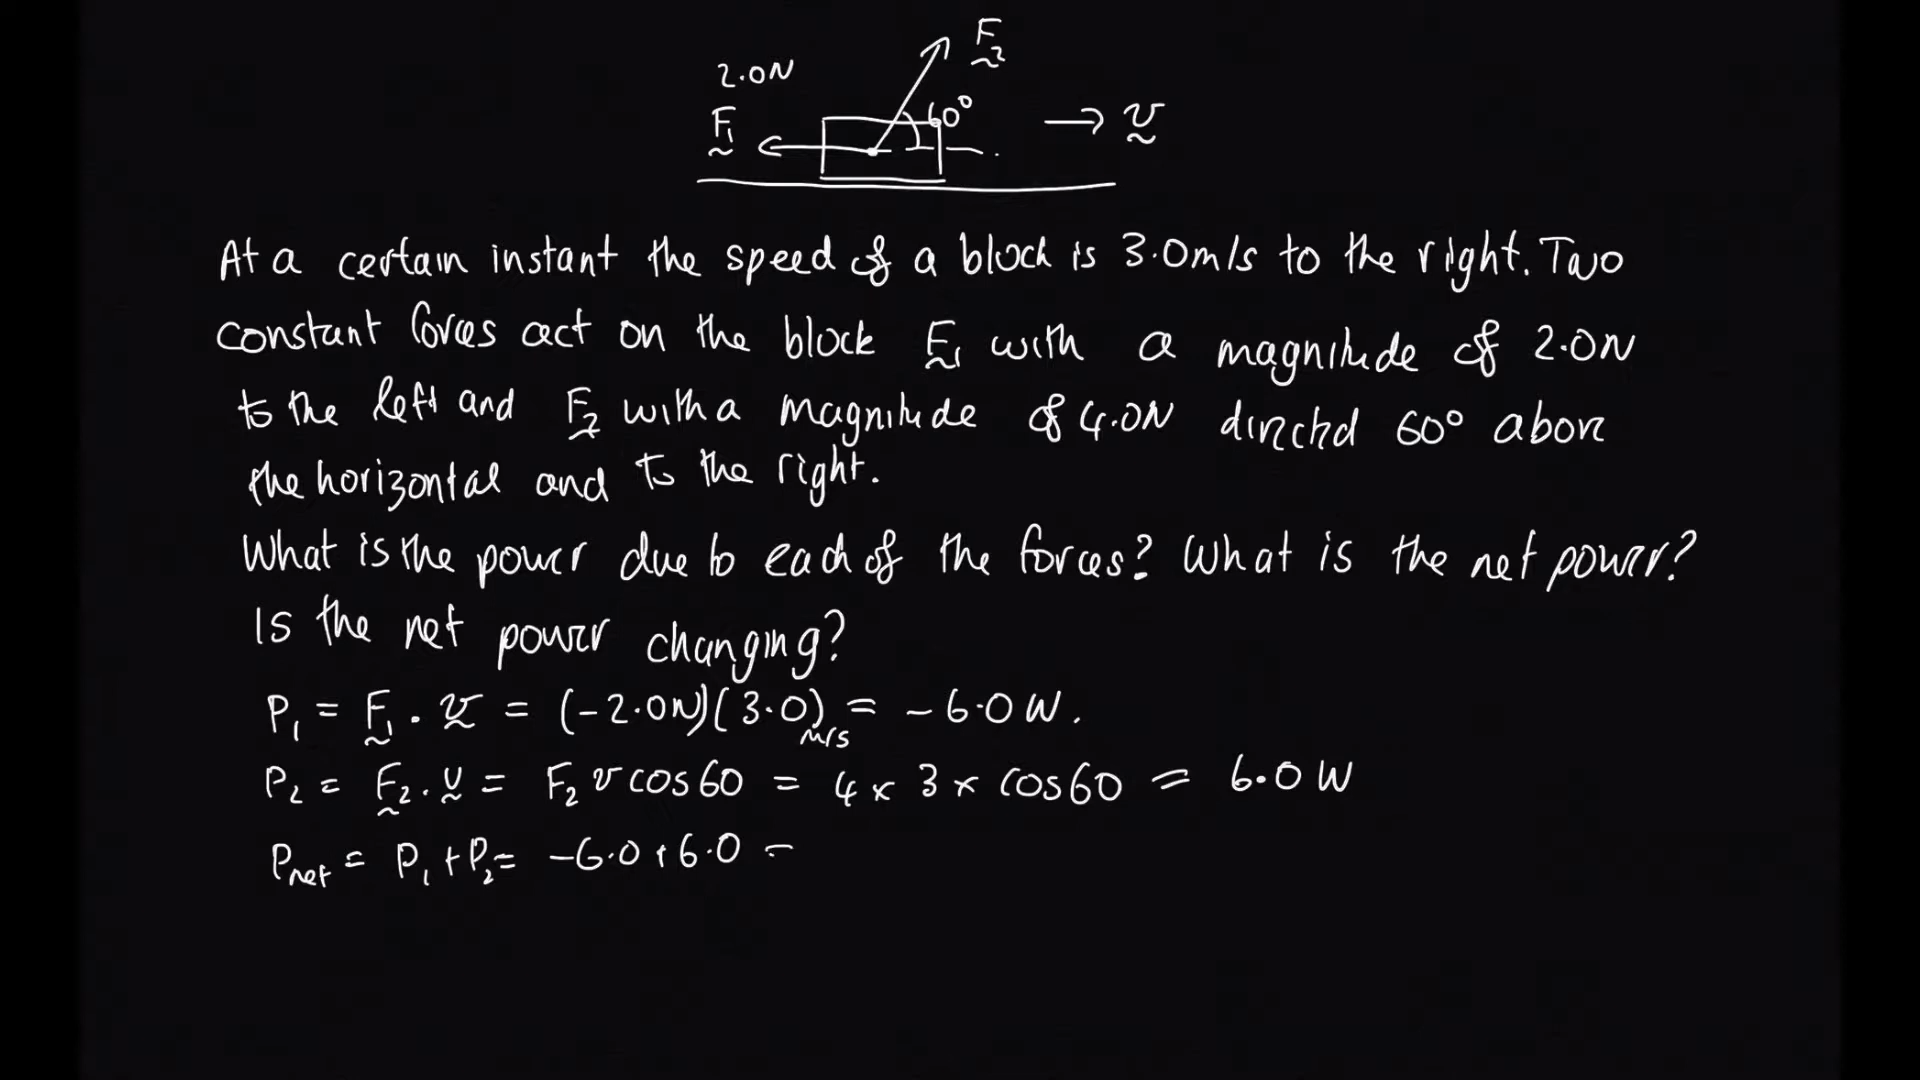 F₂
2.0N
60°
F₁
v
At a certain instant the speed of a block is 3.0m/s to the right. Two
constant forces act on the block F₁ with a magnitude of 2.0N
to the left and F₂ with a magnitude of 4.0N directed 60° above
the horizontal and to the right.
What is the power due to each of the forces? What is the net power?
Is the net power changing?
P₁ = F₁ . v = (-2.0N)(3.0) m/s = -6.0 W.
P₂ = F₂ . v = F₂ v cos60 = 4 x 3 x cos60 = 6.0 W
Pnet = P₁ + P₂ = -6.0 + 6.0 =